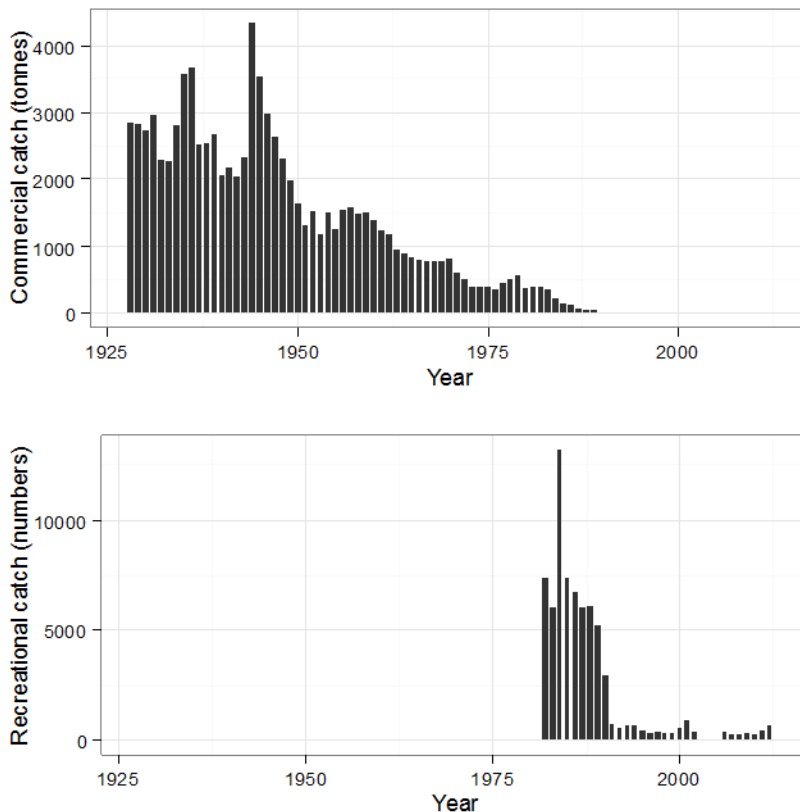 Commercial catch (tonnes)
4000
3000
2000
1000
0
1925 1950 1975 2000
Year
Recreational catch (numbers)
10000
5000
0
1925 1950 1975 2000
Year